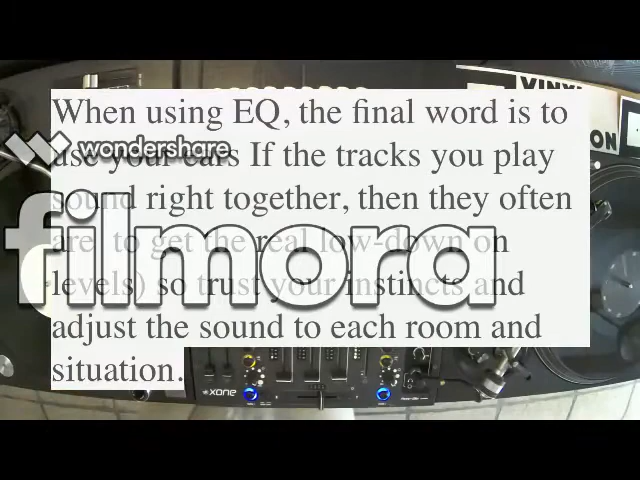 When using EQ, the final word is to
use your ears If the tracks you play
sound right together, then they often
are, to get the real low-down on
levels) so trust your instincts and
adjust the sound to each room and
situation.
wondershare
filmora
VINYL
ON
XONE